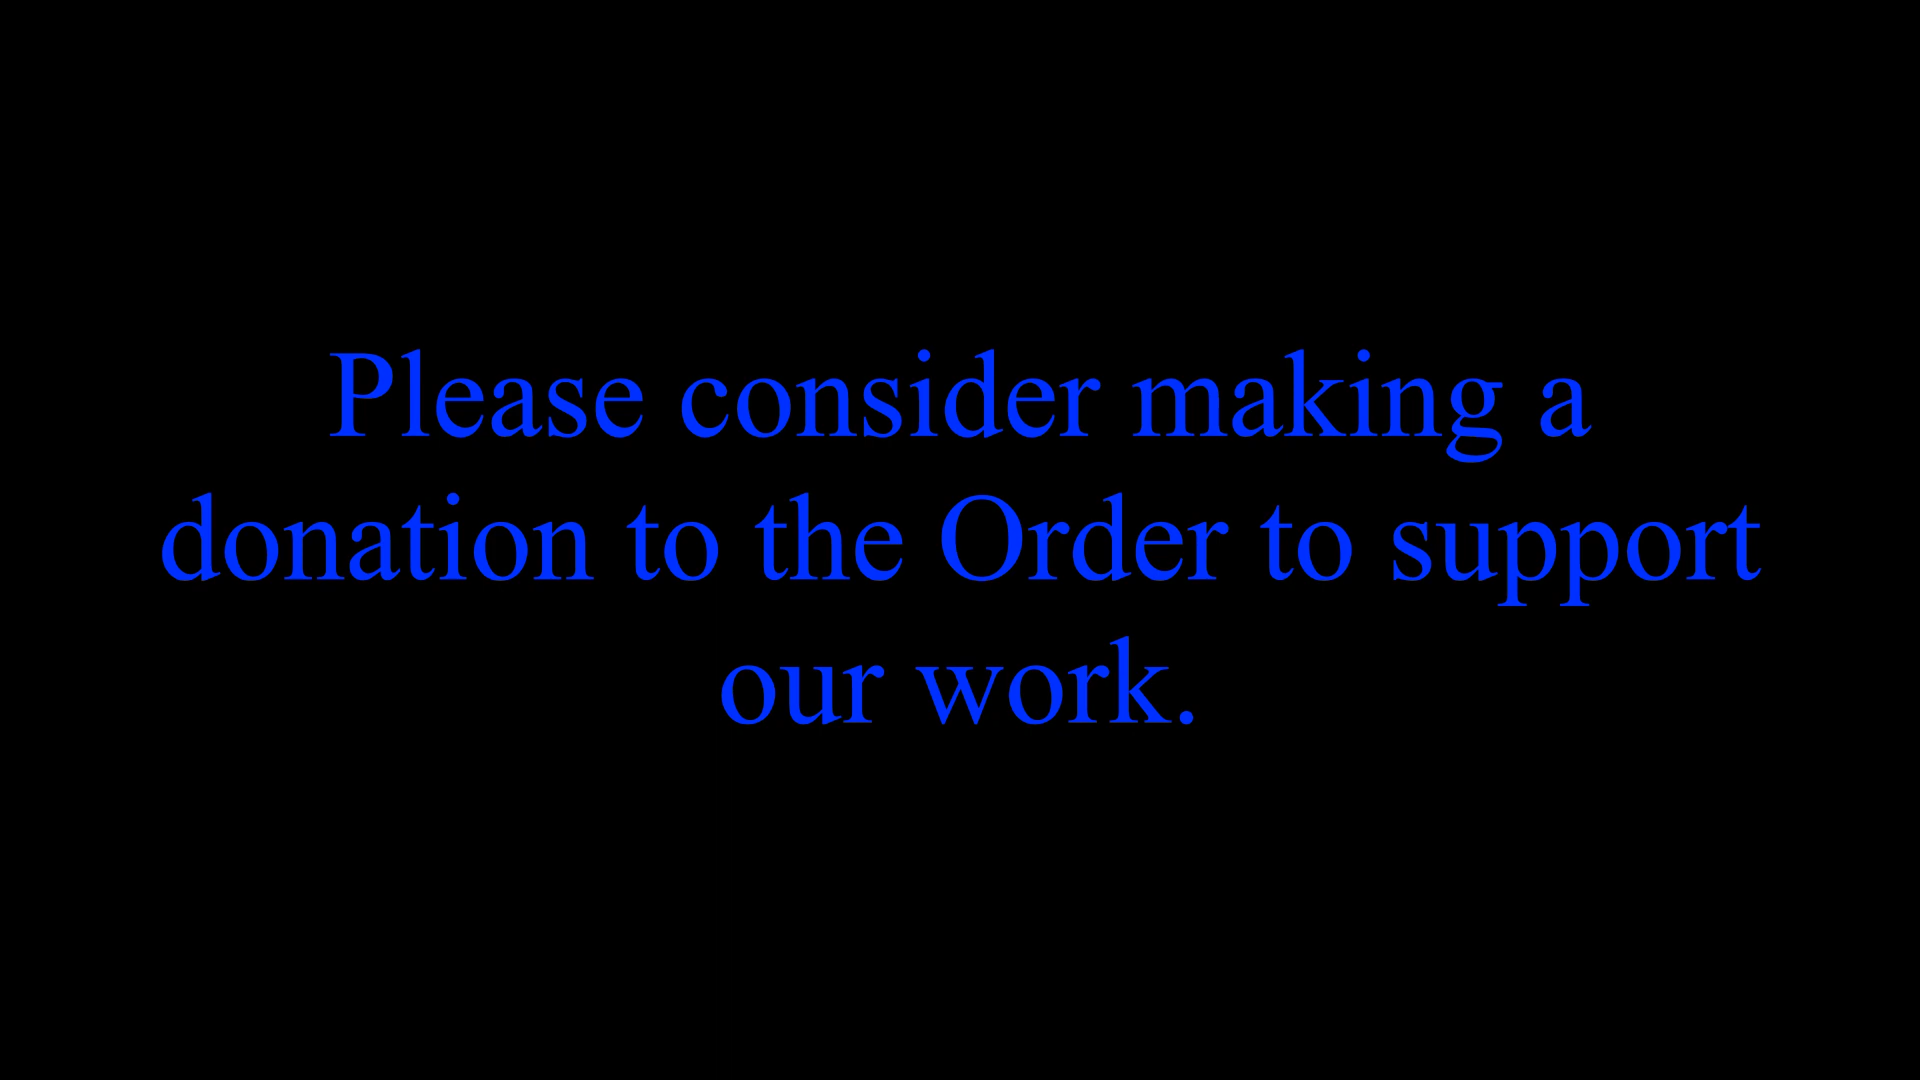 Please consider making a
donation to the Order to support
our work.